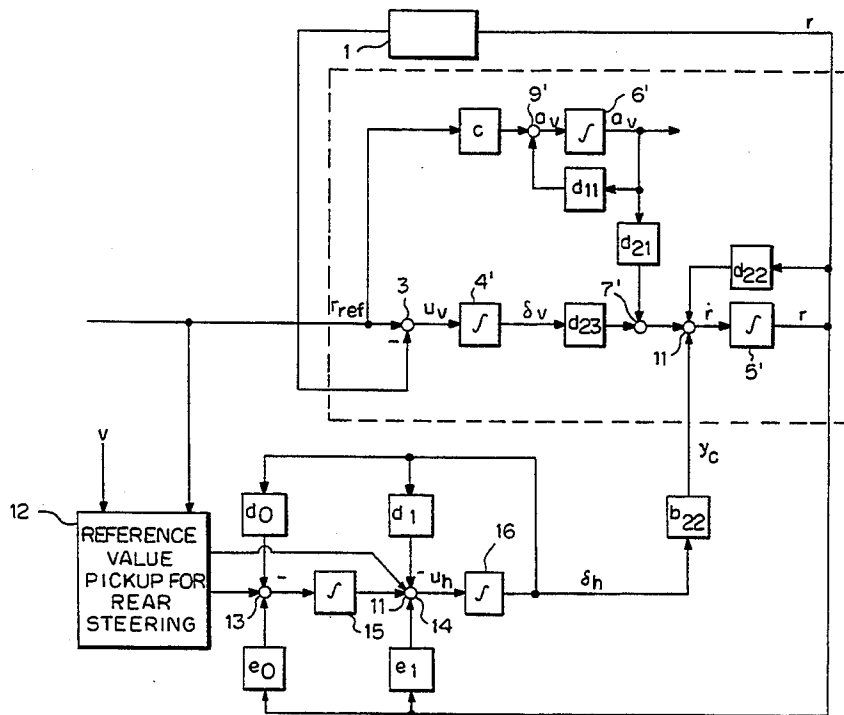 r
1
9'
6'
a_v
a_v
c
∫
d11
d21
d22
3
4'
7'
r_ref
u_v
δ_v
ṙ
r
-
∫
d23
∫
11
5'
v
y_c
12
d0
d1
16
b22
REFERENCE
VALUE
PICKUP FOR
REAR
STEERING
-
-
u_h
∫
∫
δ_h
13
11
14
15
e0
e1